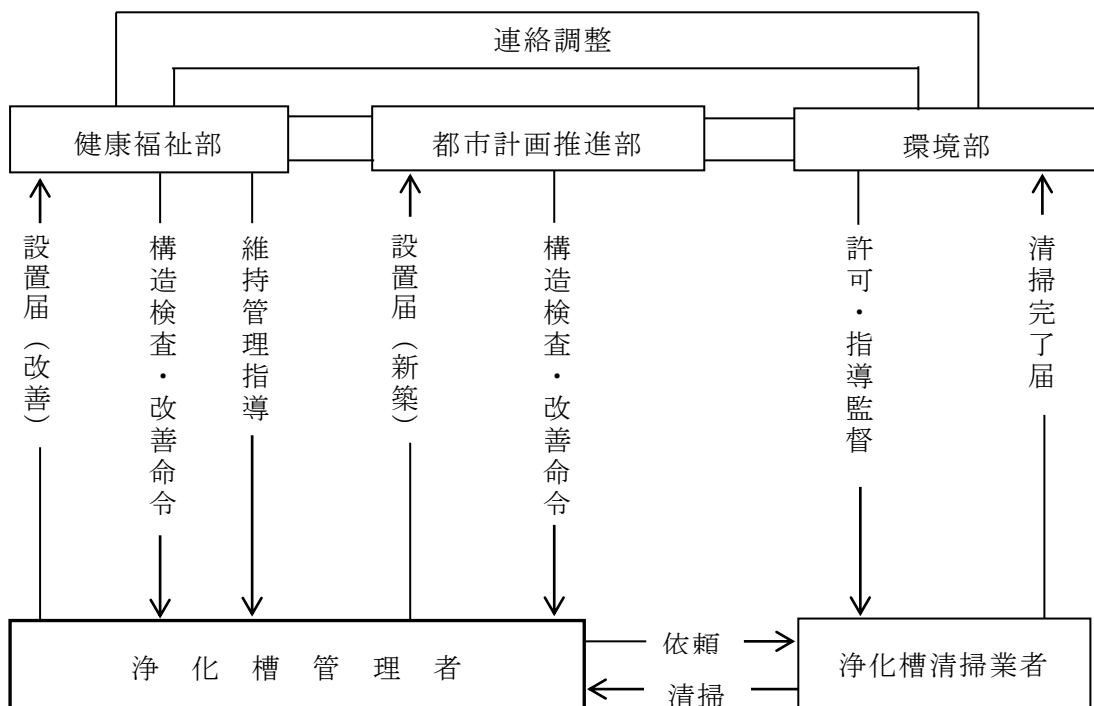 連絡調整
健康福祉部
都市計画推進部
環境部
設置届（改善）
構造検査・改善命令
維持管理指導
設置届（新築）
構造検査・改善命令
許可・指導監督
清掃完了届
浄化槽管理者
依頼
清掃
浄化槽清掃業者